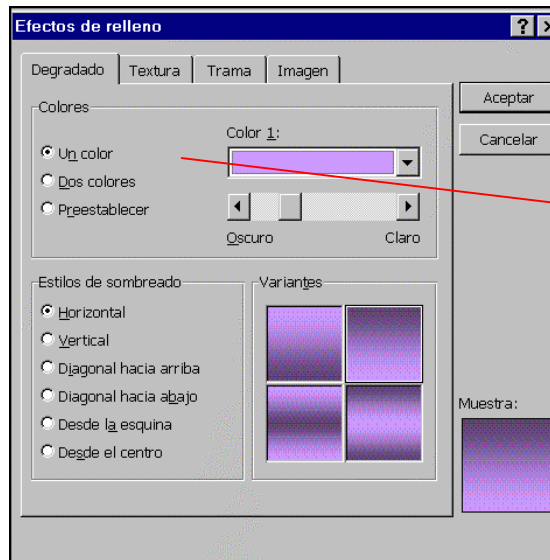 Efectos de relleno
Degradado Textura Trama Imagen
Aceptar
Cancelar
Colores
Color 1:
Un color
Dos colores
Preestablecer
Oscuro Claro
Estilos de sombreado
Horizontal
Vertical
Diagonal hacia arriba
Diagonal hacia abajo
Desde la esquina
Desde el centro
Variantes
Muestra: